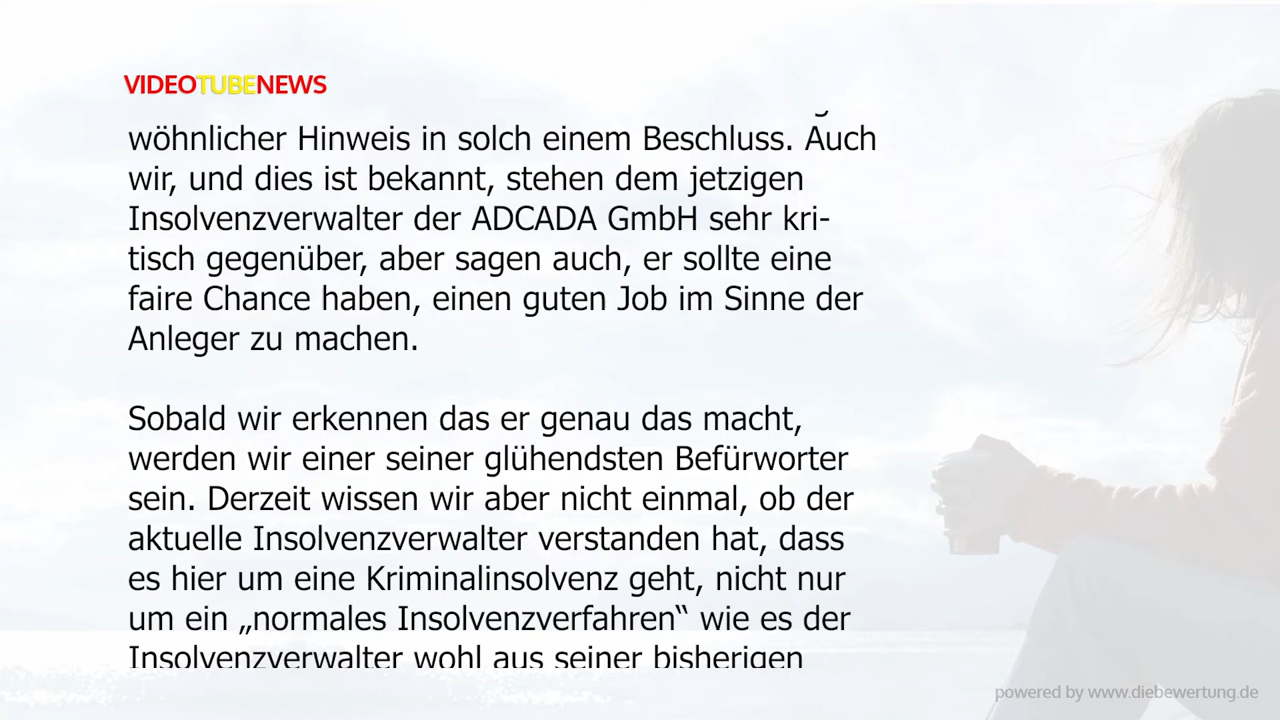 VIDEOTUBENEWS
wöhnlicher Hinweis in solch einem Beschluss. Auch
wir, und dies ist bekannt, stehen dem jetzigen
Insolvenzverwalter der ADCADA GmbH sehr kri-
tisch gegenüber, aber sagen auch, er sollte eine
faire Chance haben, einen guten Job im Sinne der
Anleger zu machen.
Sobald wir erkennen das er genau das macht,
werden wir einer seiner glühendsten Befürworter
sein. Derzeit wissen wir aber nicht einmal, ob der
aktuelle Insolvenzverwalter verstanden hat, dass
es hier um eine Kriminalinsolvenz geht, nicht nur
um ein „normales Insolvenzverfahren“ wie es der
Insolvenzverwalter wohl aus seiner bisherigen
powered by www.diebewertung.de